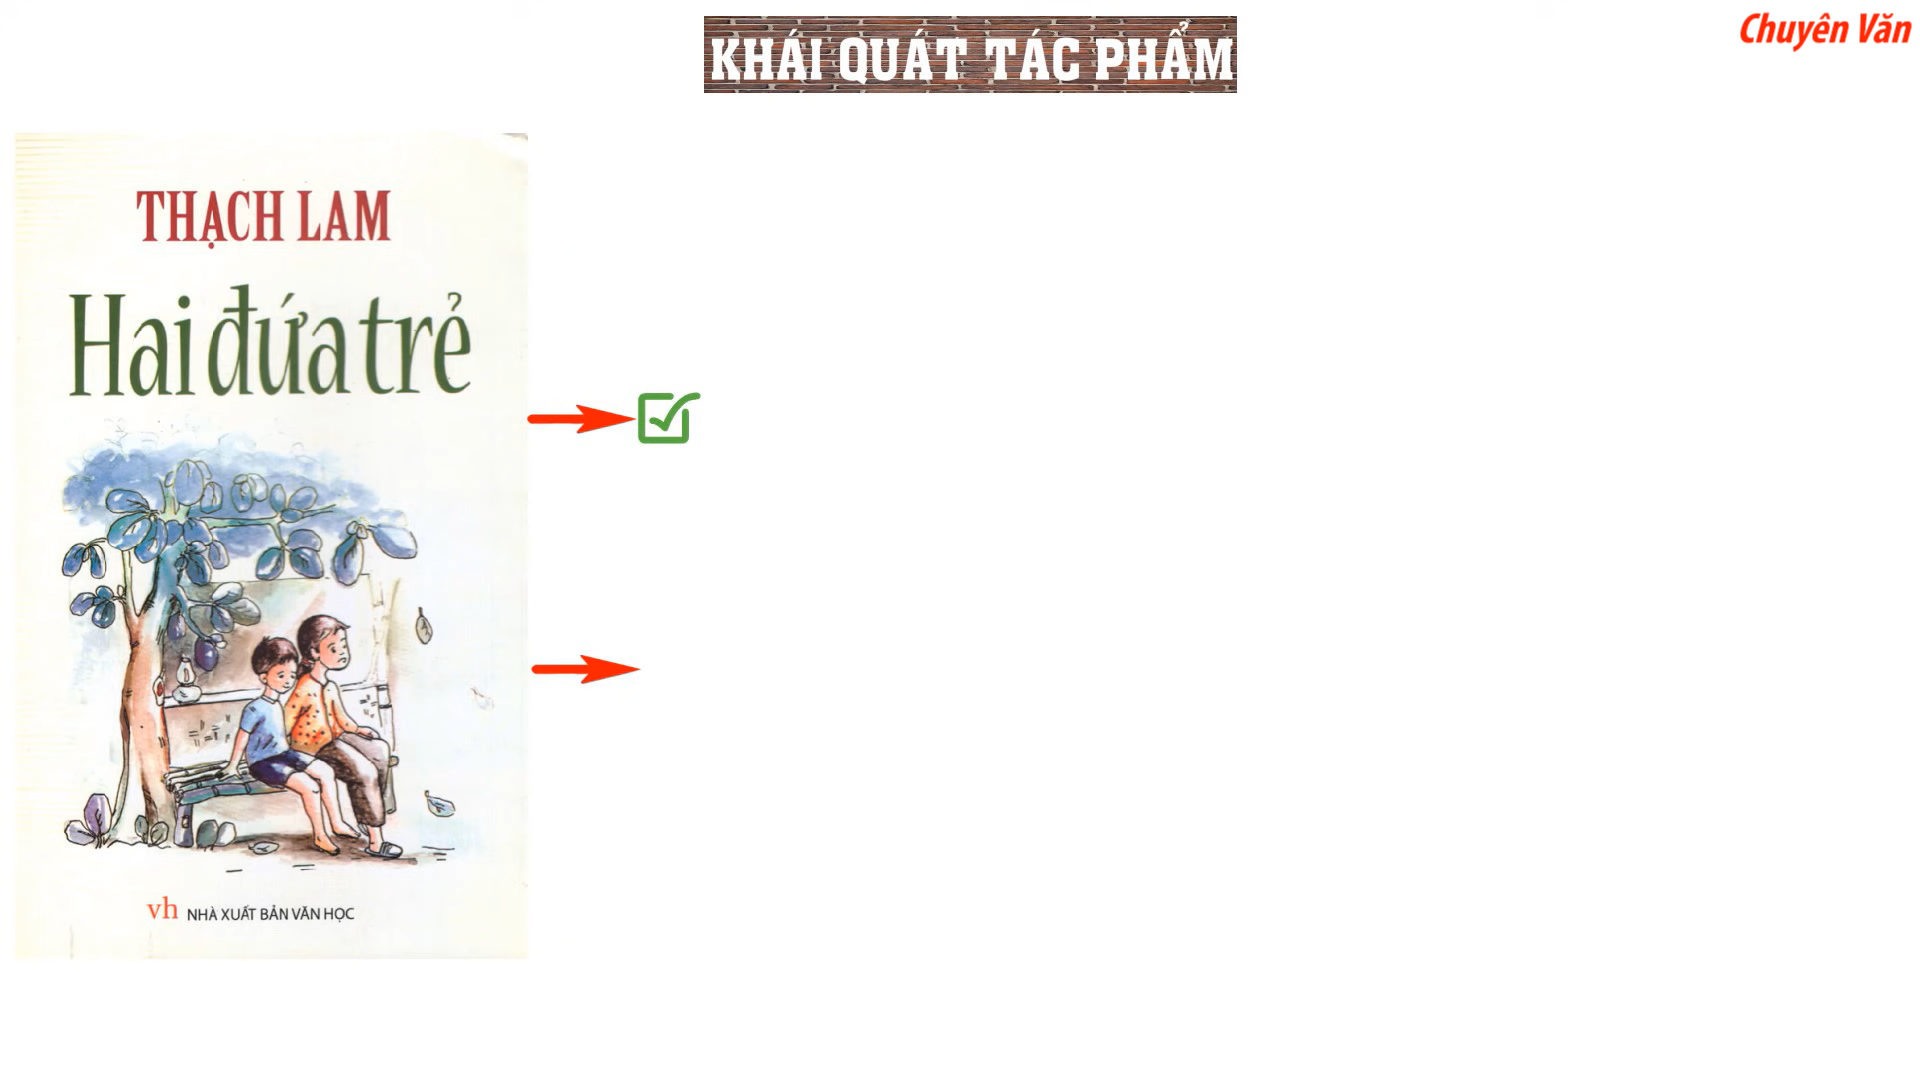 KHÁI QUÁT TÁC PHẨM
Chuyên Văn
THẠCH LAM
Hai đứa trẻ
vh NHÀ XUẤT BẢN VĂN HỌC